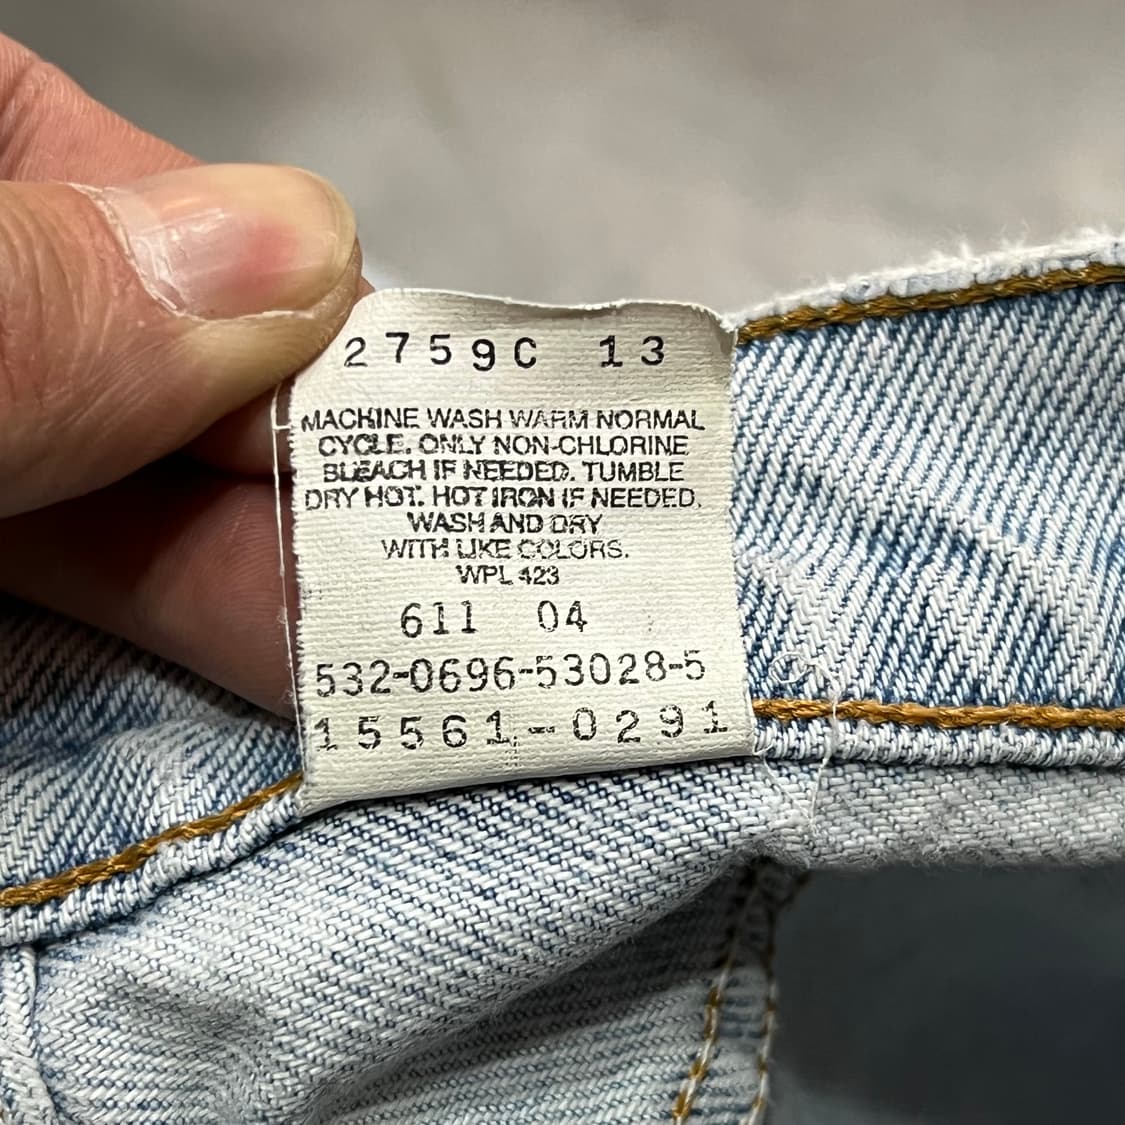 2759C 13
MACHINE WASH WARM NORMAL
CYCLE. ONLY NON-CHLORINE
BLEACH IF NEEDED. TUMBLE
DRY HOT. HOT IRON IF NEEDED.
WASH AND DRY
WITH LIKE COLORS.
WPL 423
611 04
532-0696-53028-5
15561-0291